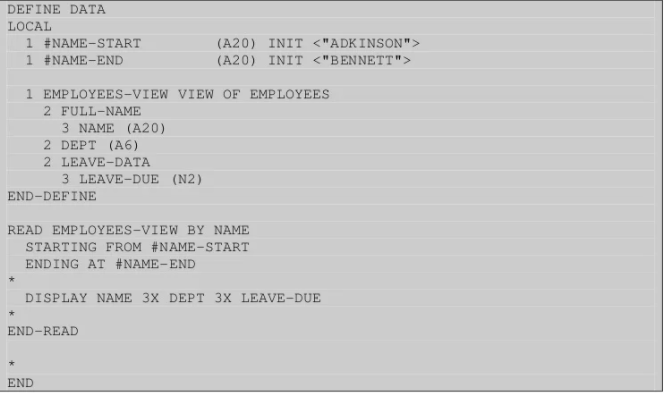 DEFINE DATA
LOCAL
  1 #NAME-START          (A20) INIT <"ADKINSON">
  1 #NAME-END            (A20) INIT <"BENNETT">
  1 EMPLOYEES-VIEW VIEW OF EMPLOYEES
    2 FULL-NAME
      3 NAME (A20)
    2 DEPT (A6)
    2 LEAVE-DATA
      3 LEAVE-DUE (N2)
END-DEFINE
READ EMPLOYEES-VIEW BY NAME
  STARTING FROM #NAME-START
  ENDING AT #NAME-END
*
  DISPLAY NAME 3X DEPT 3X LEAVE-DUE
*
END-READ
*
END